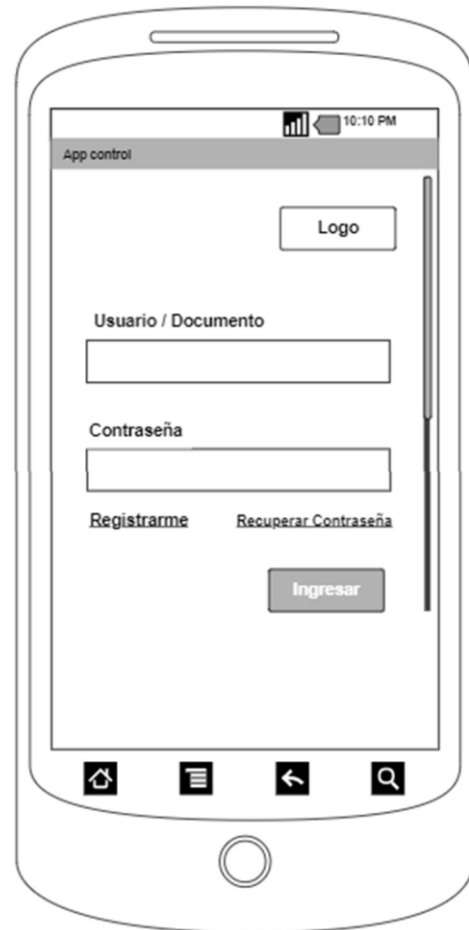 10:10 PM
App control
Logo
Usuario / Documento
Contraseña
Registrarme
Recuperar Contraseña
Ingresar